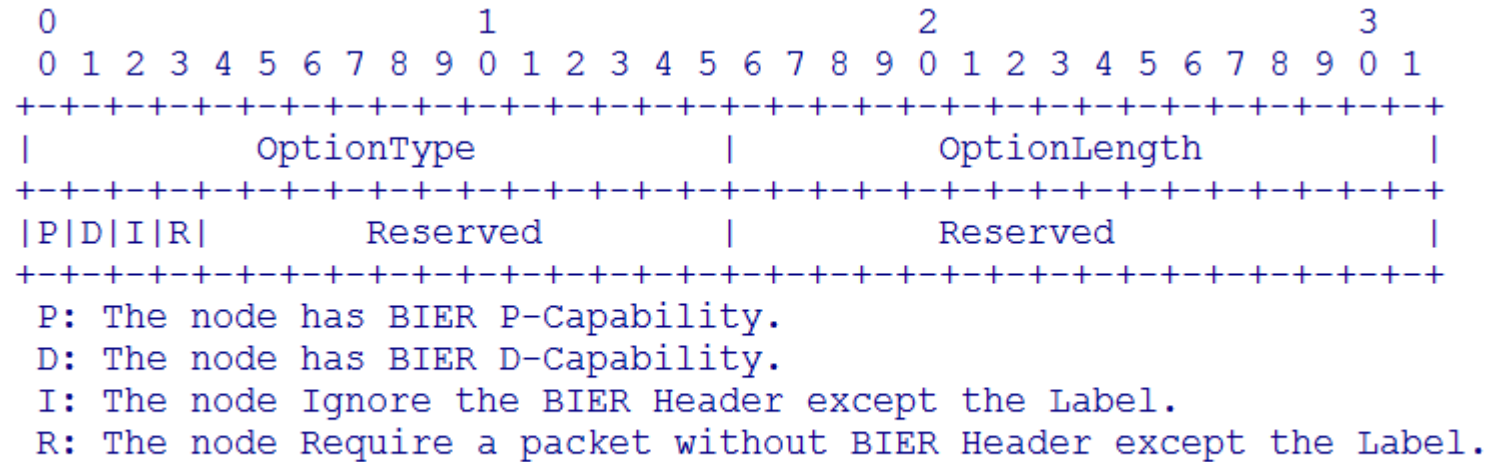 0                   1                   2                   3
 0 1 2 3 4 5 6 7 8 9 0 1 2 3 4 5 6 7 8 9 0 1 2 3 4 5 6 7 8 9 0 1
+-+-+-+-+-+-+-+-+-+-+-+-+-+-+-+-+-+-+-+-+-+-+-+-+-+-+-+-+-+-+-+-+
|          OptionType           |         OptionLength          |
+-+-+-+-+-+-+-+-+-+-+-+-+-+-+-+-+-+-+-+-+-+-+-+-+-+-+-+-+-+-+-+-+
|P|D|I|R|       Reserved        |         Reserved              |
+-+-+-+-+-+-+-+-+-+-+-+-+-+-+-+-+-+-+-+-+-+-+-+-+-+-+-+-+-+-+-+-+
 P: The node has BIER P-Capability.
 D: The node has BIER D-Capability.
 I: The node Ignore the BIER Header except the Label.
 R: The node Require a packet without BIER Header except the Label.